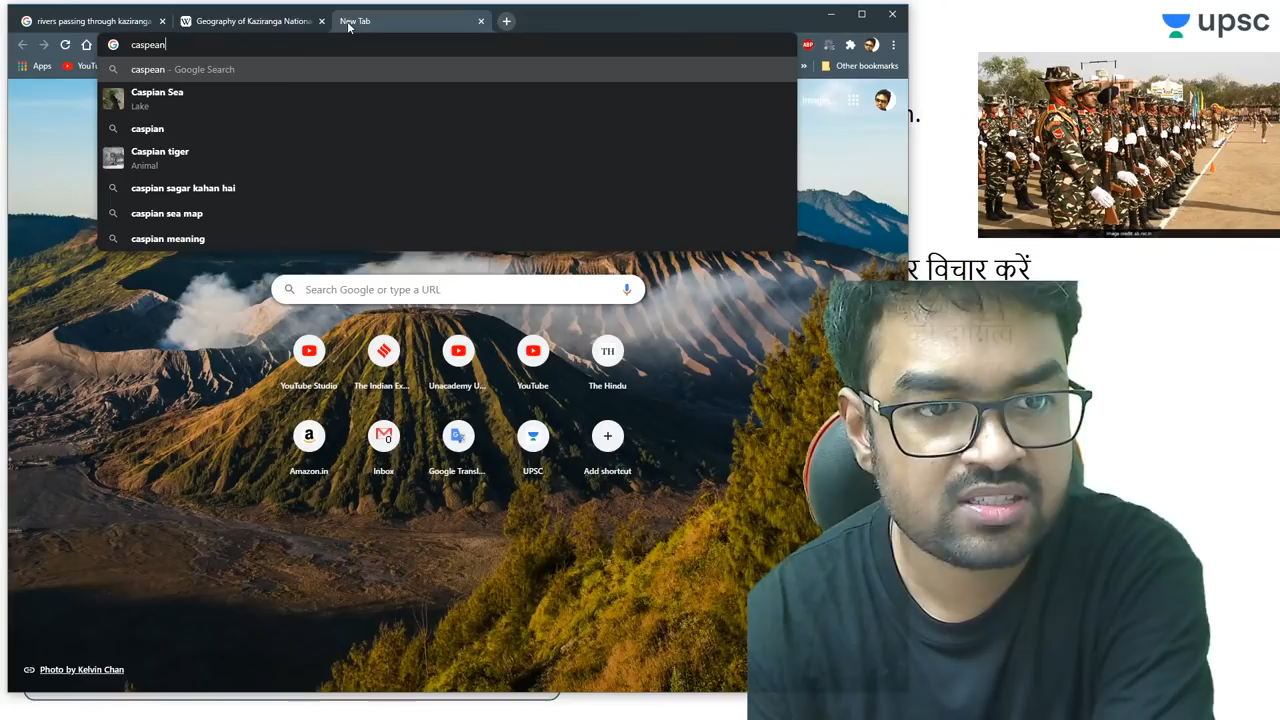 rivers passing through kaziranga
Geography of Kaziranga Nationa
New Tab
caspean
Apps
YouTu
Other bookmarks
caspean - Google Search
Caspian Sea
Lake
caspian
Caspian tiger
Animal
caspian sagar kahan hai
caspian sea map
caspian meaning
Images
Search Google or type a URL
YouTube Studio
The Indian Ex...
Unacademy U...
YouTube
TH
The Hindu
Amazon.in
Inbox
Google Transl...
UPSC
Add shortcut
Photo by Kelvin Chan
upsc
n.
र विचार करें